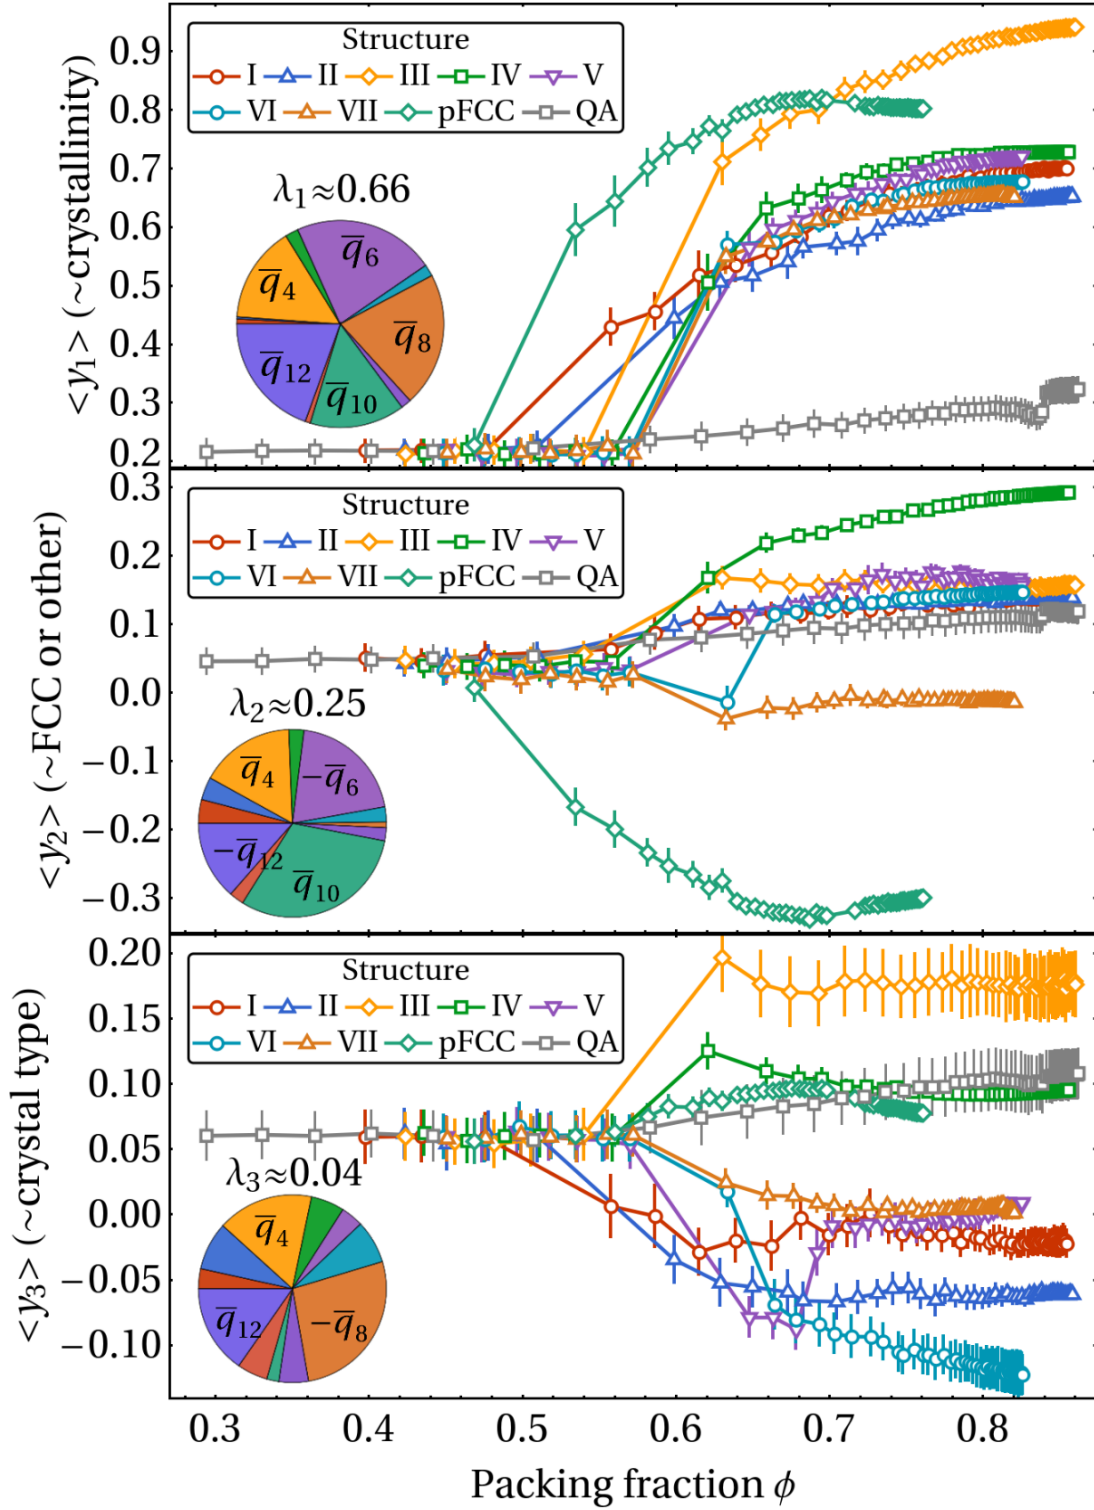 <y₁> (~crystallinity)
0.9
0.8
0.7
0.6
0.5
0.4
0.3
0.2
Structure
I II III IV V
VI VII pFCC QA
λ₁≈0.66
q̅₆
q̅₄
q̅₈
q̅₁₂
q̅₁₀
<y₂> (~FCC or other)
0.3
0.2
0.1
0.0
−0.1
−0.2
−0.3
Structure
I II III IV V
VI VII pFCC QA
λ₂≈0.25
q̅₄
−q̅₆
−q̅₁₂
q̅₁₀
<y₃> (~crystal type)
0.20
0.15
0.10
0.05
0.00
−0.05
−0.10
Structure
I II III IV V
VI VII pFCC QA
λ₃≈0.04
q̅₄
q̅₁₂
−q̅₈
0.3 0.4 0.5 0.6 0.7 0.8
Packing fraction ϕ